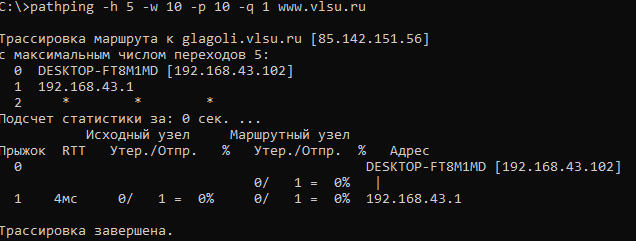 C:\>pathping -h 5 -w 10 -p 10 -q 1 www.vlsu.ru
Трассировка маршрута к glagoli.vlsu.ru [85.142.151.56]
с максимальным числом переходов 5:
0 DESKTOP-FT8M1MD [192.168.43.102]
1 192.168.43.1
2 * * *
Подсчет статистики за: 0 сек. ...
Исходный узел Маршрутный узел
Прыжок RTT Утер./Отпр. % Утер./Отпр. % Адрес
0 DESKTOP-FT8M1MD [192.168.43.102]
0/ 1 = 0% |
1 4мс 0/ 1 = 0% 0/ 1 = 0% 192.168.43.1
Трассировка завершена.